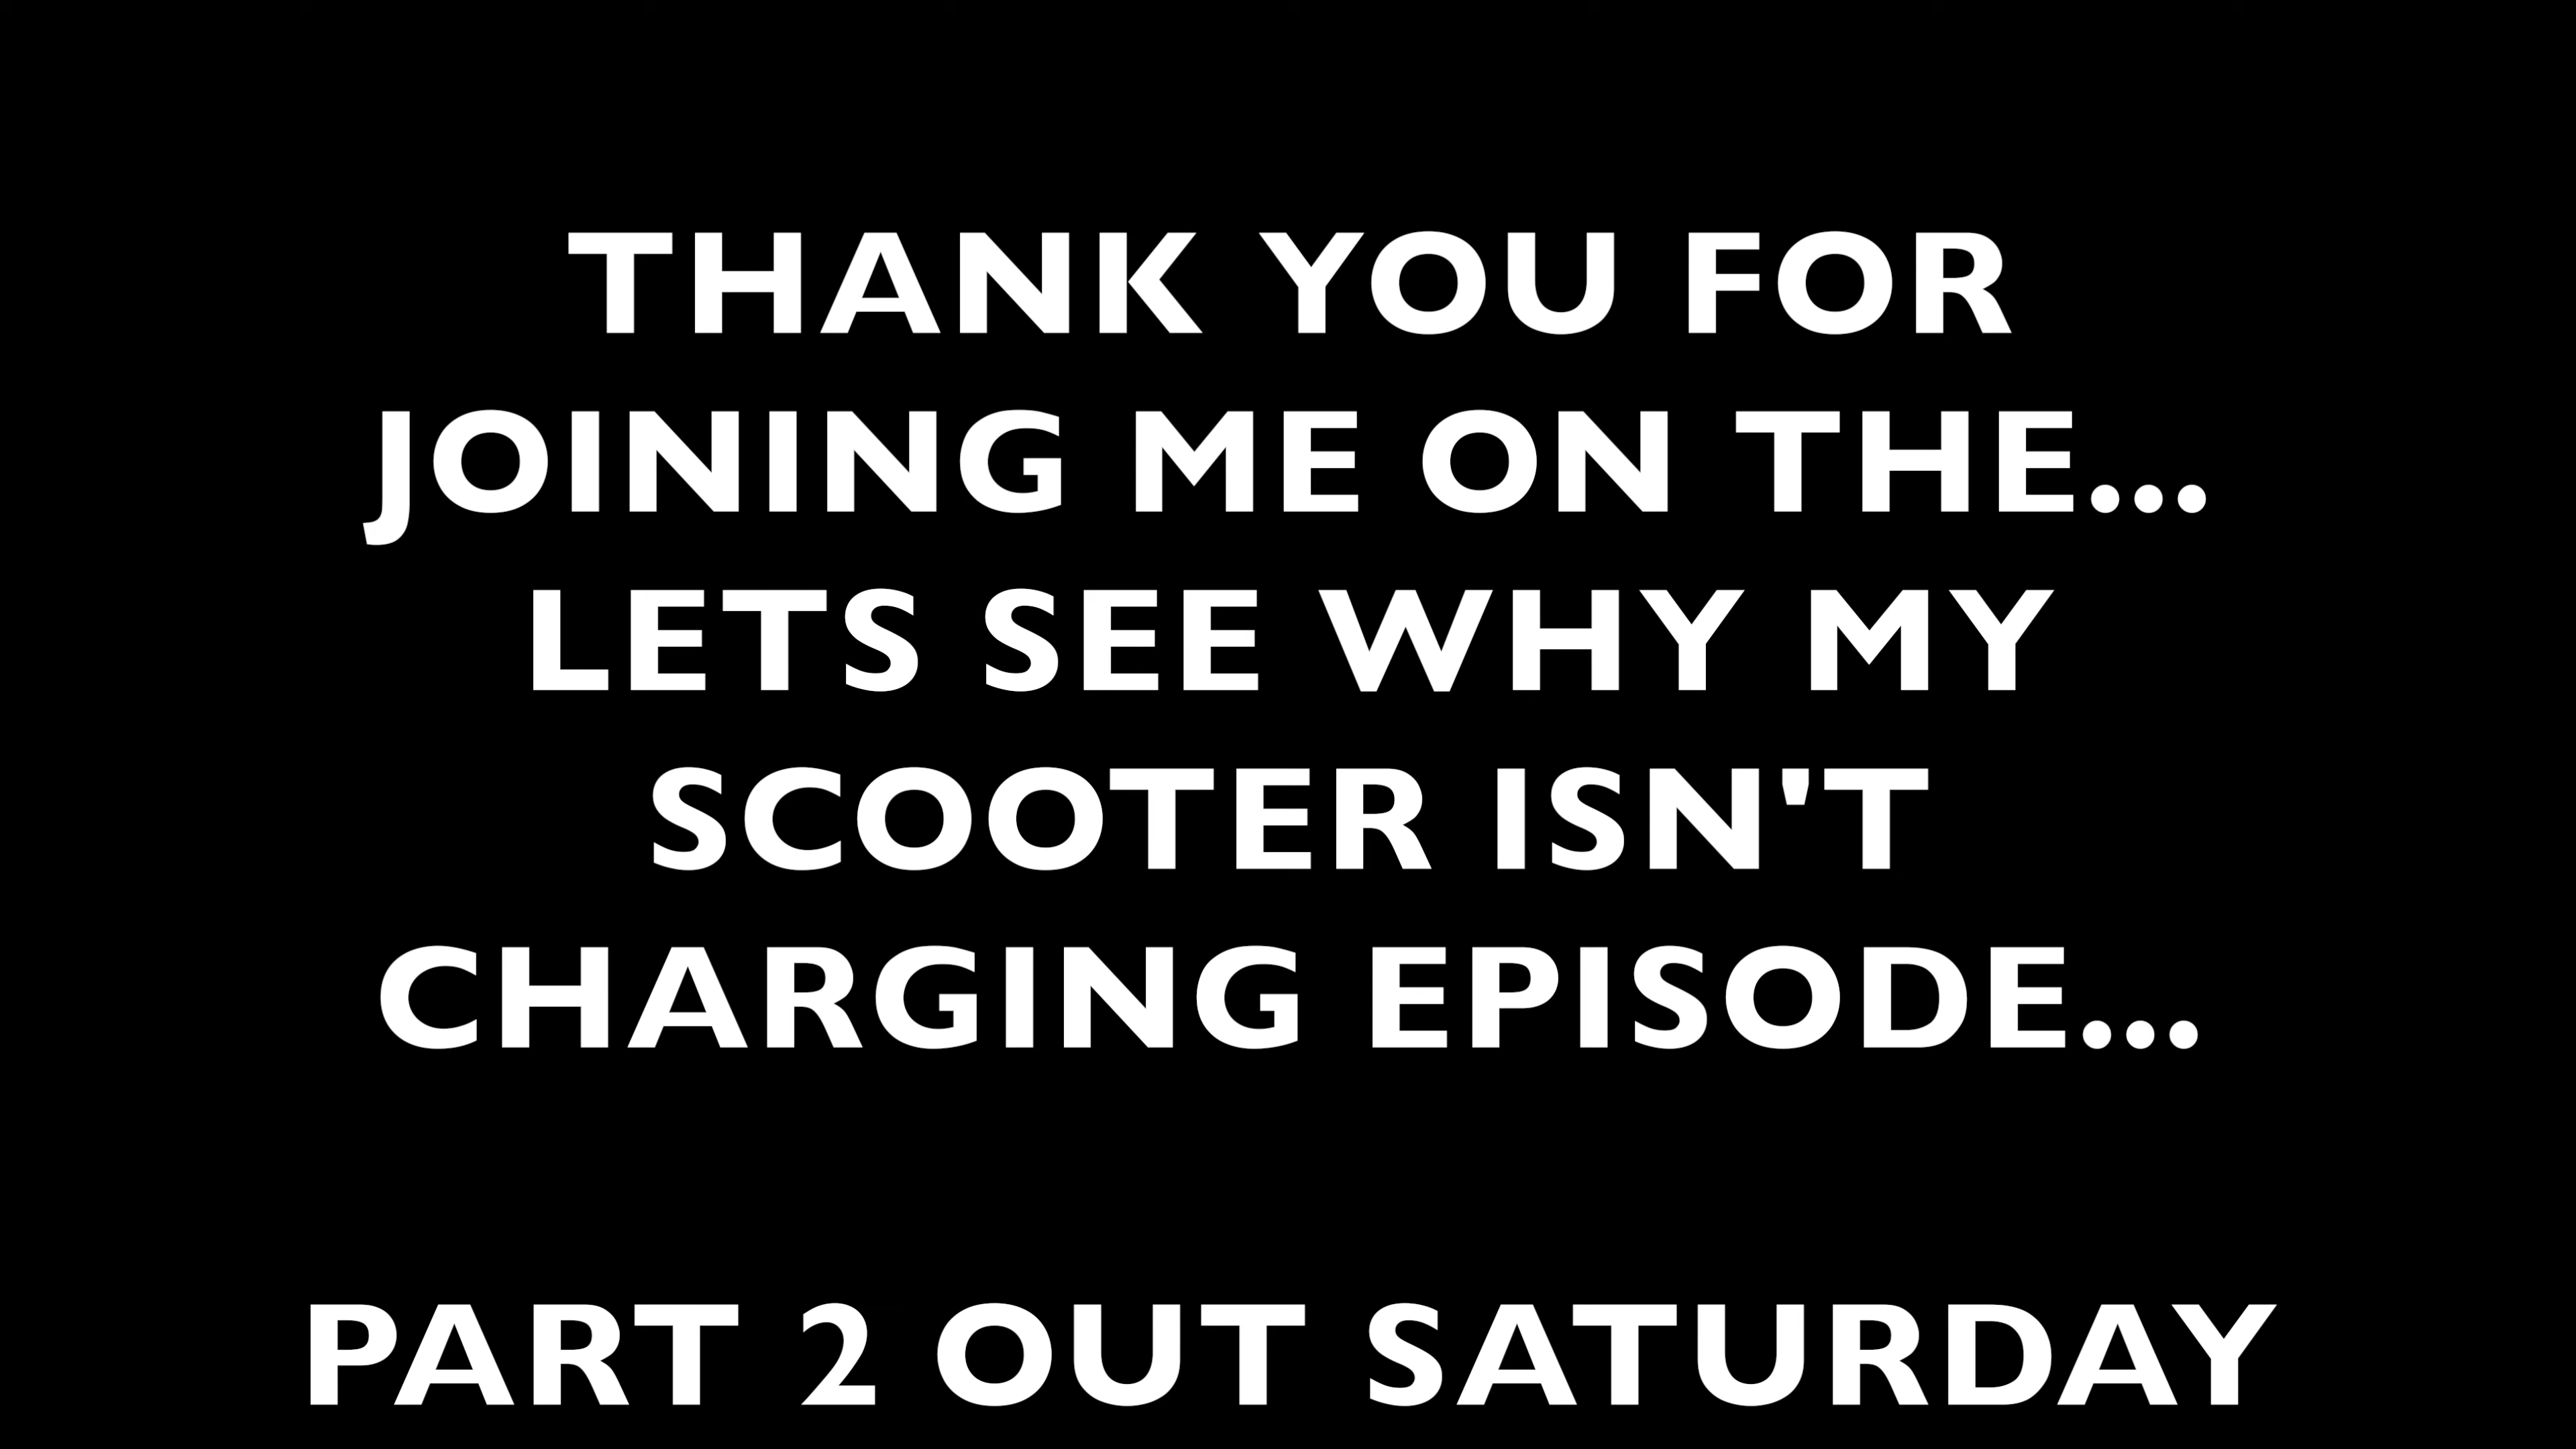 THANK YOU FOR
JOINING ME ON THE...
LETS SEE WHY MY
SCOOTER ISN'T
CHARGING EPISODE...
PART 2 OUT SATURDAY